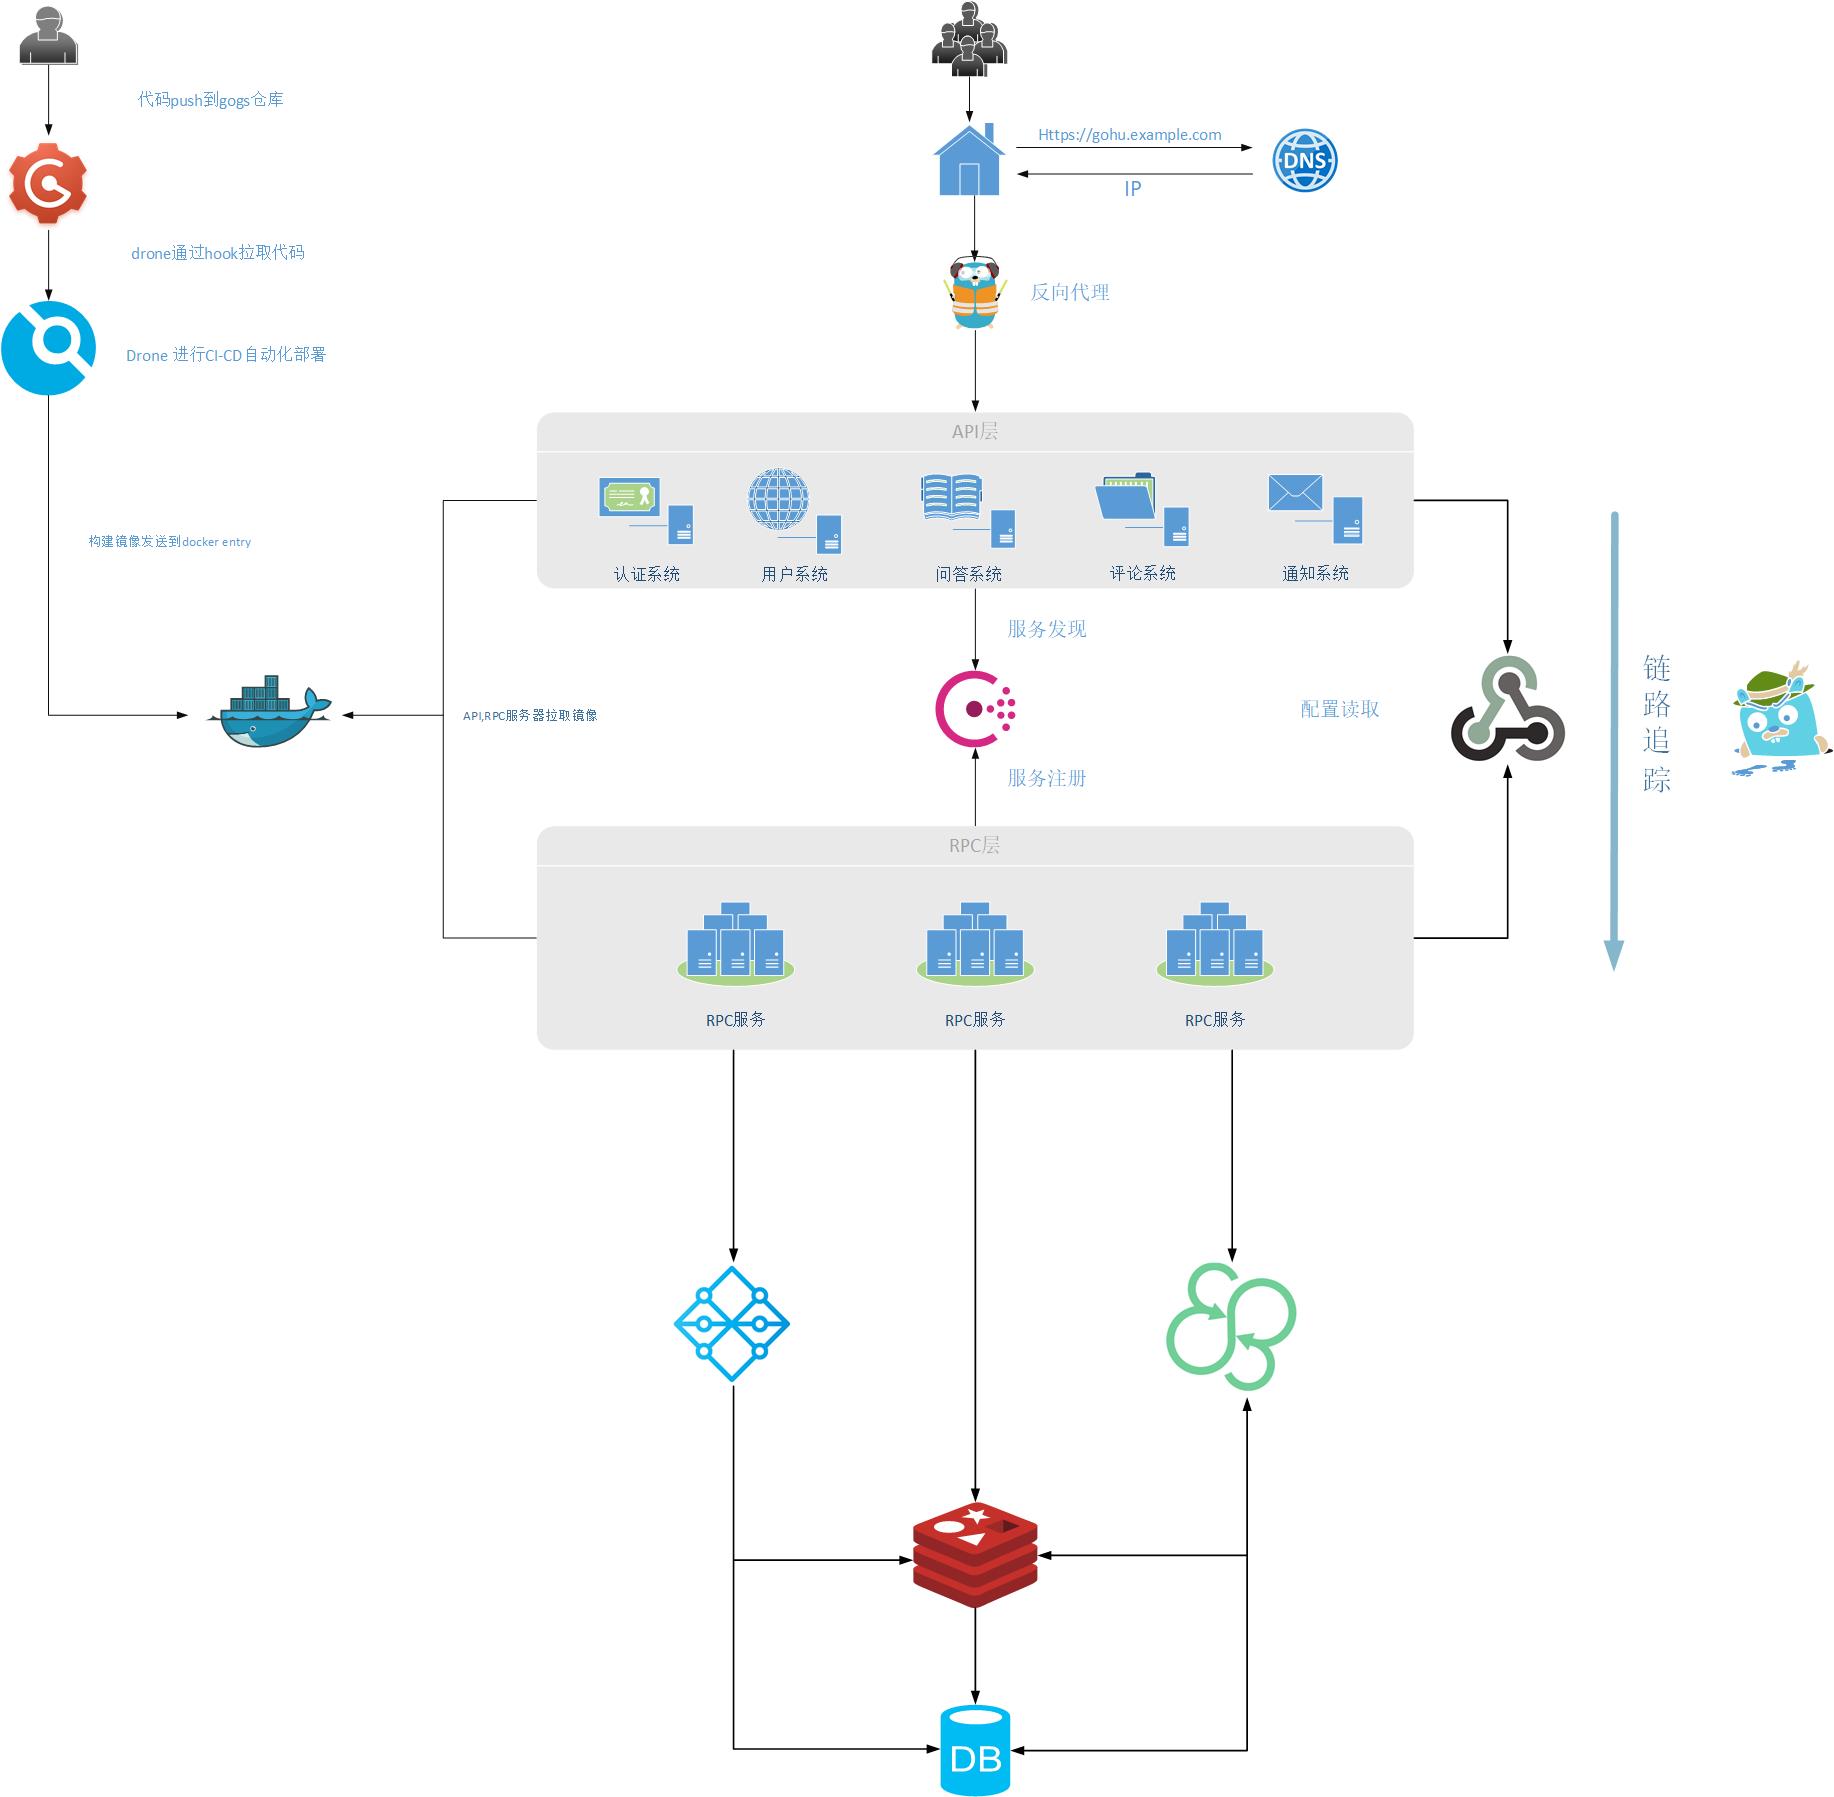 代码push到gogs仓库
Https://gohu.example.com
DNS
IP
drone通过hook拉取代码
反向代理
Drone 进行CI-CD自动化部署
API层
认证系统
用户系统
问答系统
评论系统
通知系统
构建镜像发送到docker entry
服务发现
API,RPC服务器拉取镜像
配置读取
链
路
追
踪
服务注册
RPC层
RPC服务
RPC服务
RPC服务
DB